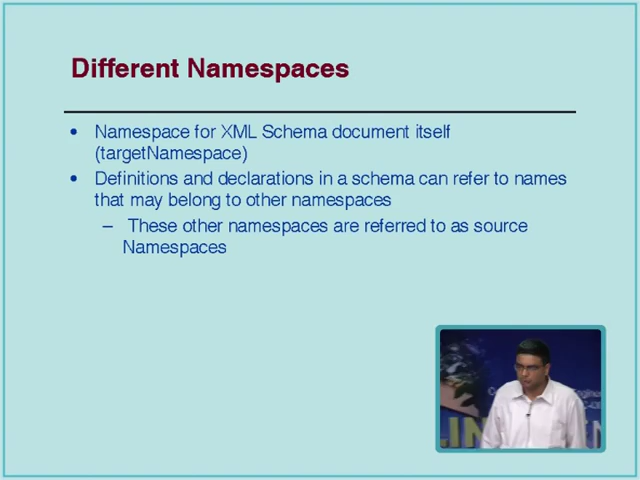 Different Namespaces
• Namespace for XML Schema document itself
(targetNamespace)
• Definitions and declarations in a schema can refer to names
that may belong to other namespaces
– These other namespaces are referred to as source
Namespaces
.IN